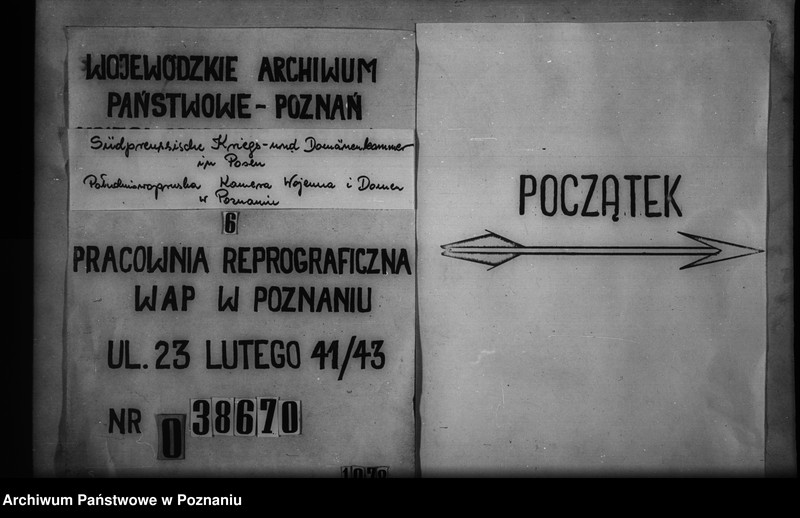 WOJEWÓDZKIE ARCHIWUM
PAŃSTWOWE - POZNAŃ
Südpreussische Kriegs- und Domänenkammer
in Posen
Południowopruska Kamera Wojenna i Domen
w Poznaniu
6
PRACOWNIA REPROGRAFICZNA
WAP W POZNANIU
UL. 23 LUTEGO 41/43
NR 0 38670
POCZĄTEK
Archiwum Państwowe w Poznaniu